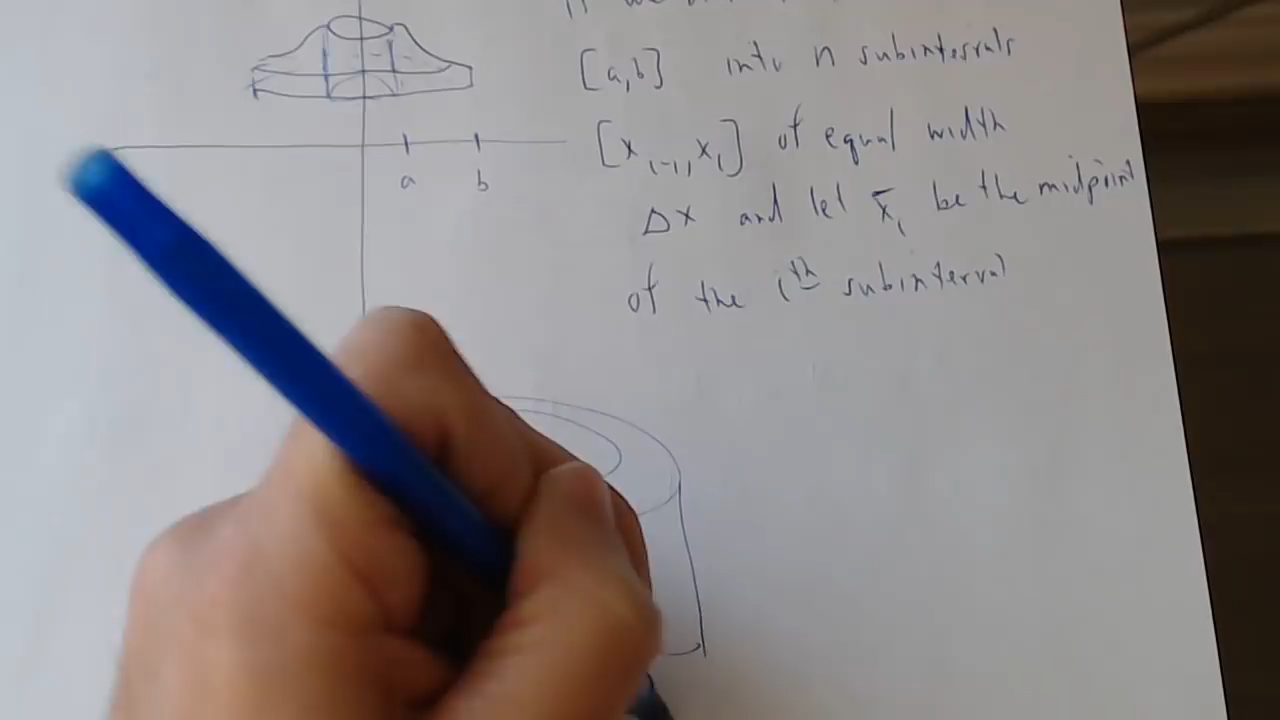 [a,b] into n subintervals
[x_{i-1}, x_i] of equal width
a b
Δx and let x̄_i be the midpoint
of the i^{th} subinterval